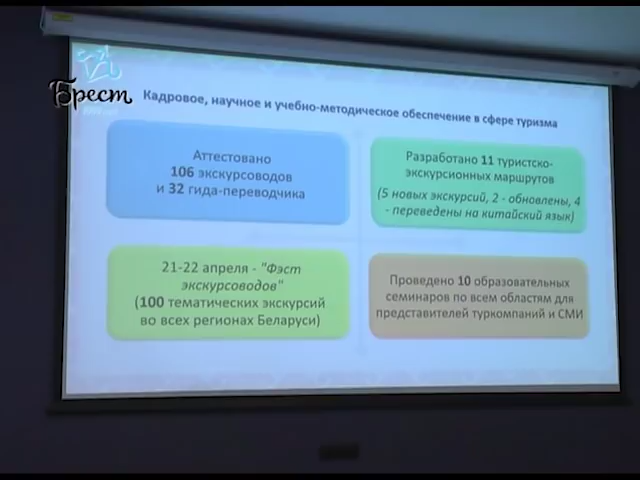 Брест
Кадровое, научное и учебно-методическое обеспечение в сфере туризма
Аттестовано
106 экскурсоводов
и 32 гида-переводчика
Разработано 11 туристско-
экскурсионных маршрутов
(5 новых экскурсий, 2 - обновлены, 4
- переведены на китайский язык)
21-22 апреля - "Фэст
экскурсоводов"
(100 тематических экскурсий
во всех регионах Беларуси)
Проведено 10 образовательных
семинаров по всем областям для
представителей туркомпаний и СМИ